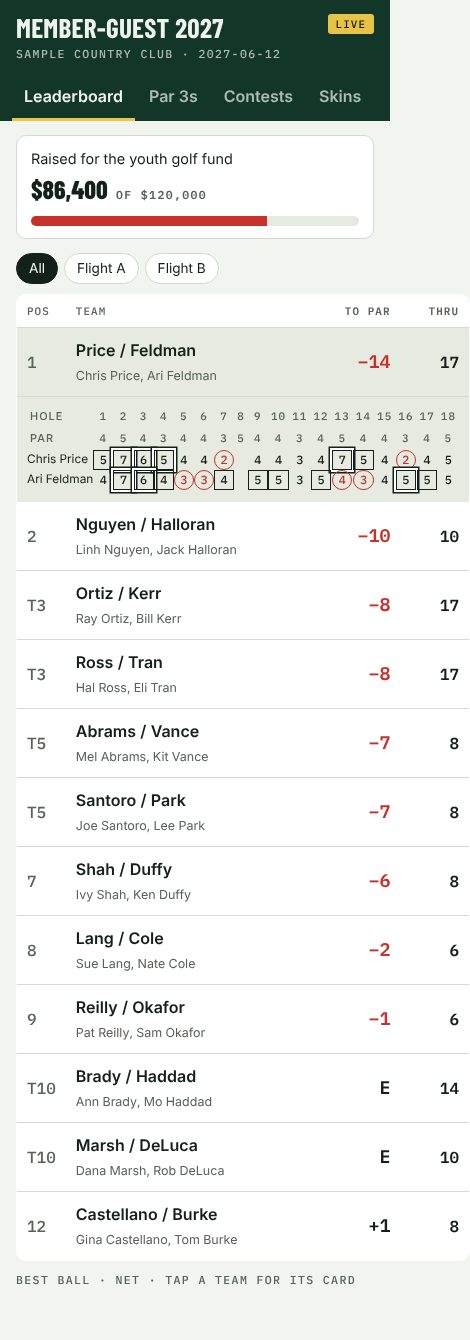 MEMBER-GUEST 2027
LIVE
SAMPLE COUNTRY CLUB · 2027-06-12
Leaderboard Par 3s Contests Skins
Raised for the youth golf fund
$86,400 OF $120,000
All Flight A Flight B
POS TEAM TO PAR THRU
1 Price / Feldman −14 17
Chris Price, Ari Feldman
HOLE 1 2 3 4 5 6 7 8 9 10 11 12 13 14 15 16 17 18
PAR 4 5 4 3 4 4 3 5 4 4 3 4 5 4 4 3 4 5
Chris Price 5 7 6 5 4 4 2 4 4 3 4 7 5 4 2 4 5
Ari Feldman 4 7 6 4 3 3 4 5 5 3 5 4 3 4 5 5 5
2 Nguyen / Halloran −10 10
Linh Nguyen, Jack Halloran
T3 Ortiz / Kerr −8 17
Ray Ortiz, Bill Kerr
T3 Ross / Tran −8 17
Hal Ross, Eli Tran
T5 Abrams / Vance −7 8
Mel Abrams, Kit Vance
T5 Santoro / Park −7 8
Joe Santoro, Lee Park
7 Shah / Duffy −6 8
Ivy Shah, Ken Duffy
8 Lang / Cole −2 6
Sue Lang, Nate Cole
9 Reilly / Okafor −1 6
Pat Reilly, Sam Okafor
T10 Brady / Haddad E 14
Ann Brady, Mo Haddad
T10 Marsh / DeLuca E 10
Dana Marsh, Rob DeLuca
12 Castellano / Burke +1 8
Gina Castellano, Tom Burke
BEST BALL · NET · TAP A TEAM FOR ITS CARD